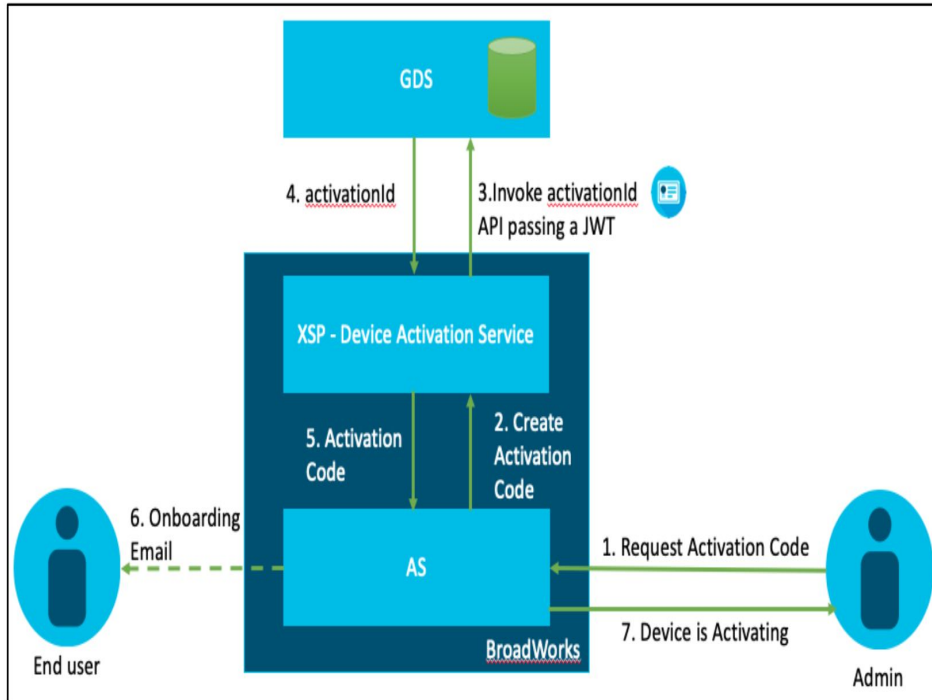 GDS
4. activationId
3.Invoke activationId
API passing a JWT
XSP - Device Activation Service
5. Activation
Code
2. Create
Activation
Code
6. Onboarding
Email
AS
1. Request Activation Code
7. Device is Activating
BroadWorks
End user
Admin